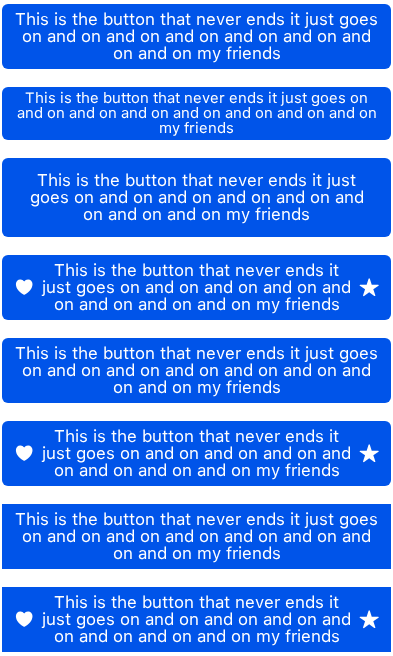 This is the button that never ends it just goes
on and on and on and on and on and on and
on and on my friends
This is the button that never ends it just goes on
and on and on and on and on and on and on and on
my friends
This is the button that never ends it just
goes on and on and on and on and on and
on and on and on my friends
This is the button that never ends it
just goes on and on and on and on and
on and on and on and on my friends
This is the button that never ends it just goes
on and on and on and on and on and on and
on and on my friends
This is the button that never ends it
just goes on and on and on and on and
on and on and on and on my friends
This is the button that never ends it just goes
on and on and on and on and on and on and
on and on my friends
This is the button that never ends it
just goes on and on and on and on and
on and on and on and on my friends